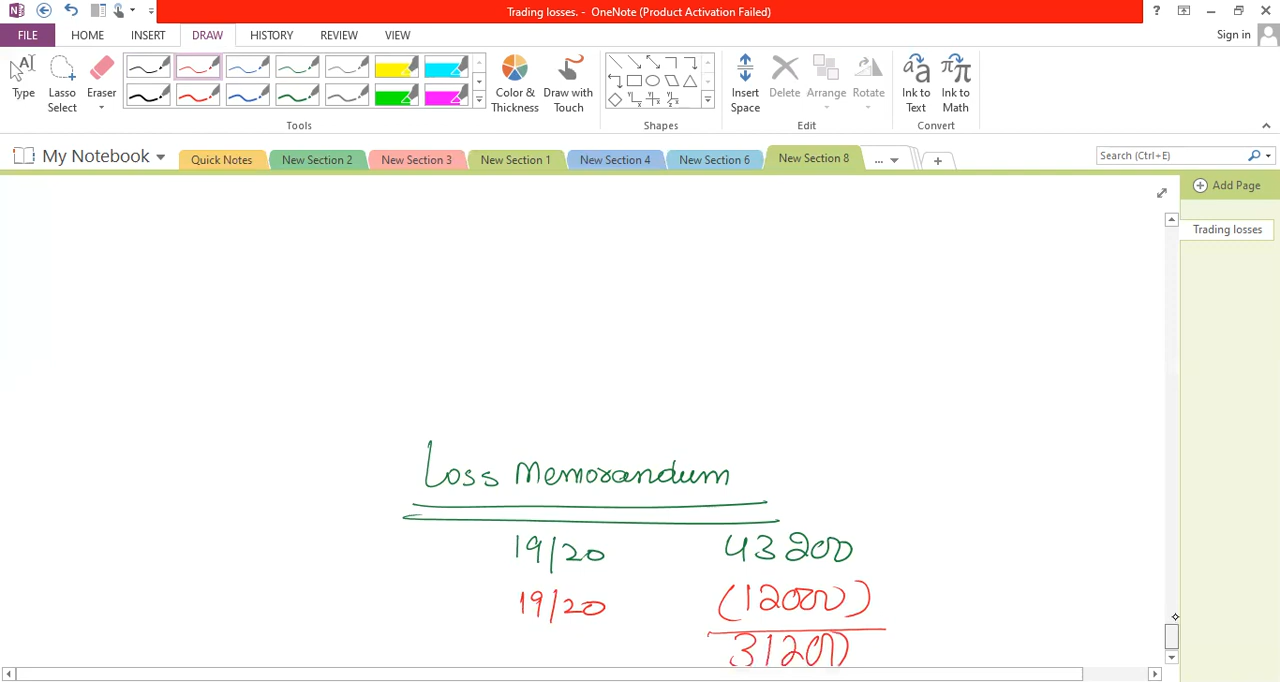 Trading losses. - OneNote (Product Activation Failed)
?
FILE HOME INSERT DRAW HISTORY REVIEW VIEW
Sign in
Type
Lasso Select
Eraser
Color & Thickness
Draw with Touch
Insert Space
Delete
Arrange
Rotate
Ink to Text
Ink to Math
Tools
Shapes
Edit
Convert
My Notebook
Quick Notes
New Section 2
New Section 3
New Section 1
New Section 4
New Section 6
New Section 8
...
Search (Ctrl+E)
Add Page
Trading losses
Loss Memorandum
19/20 43200
19/20 (12000)
31200